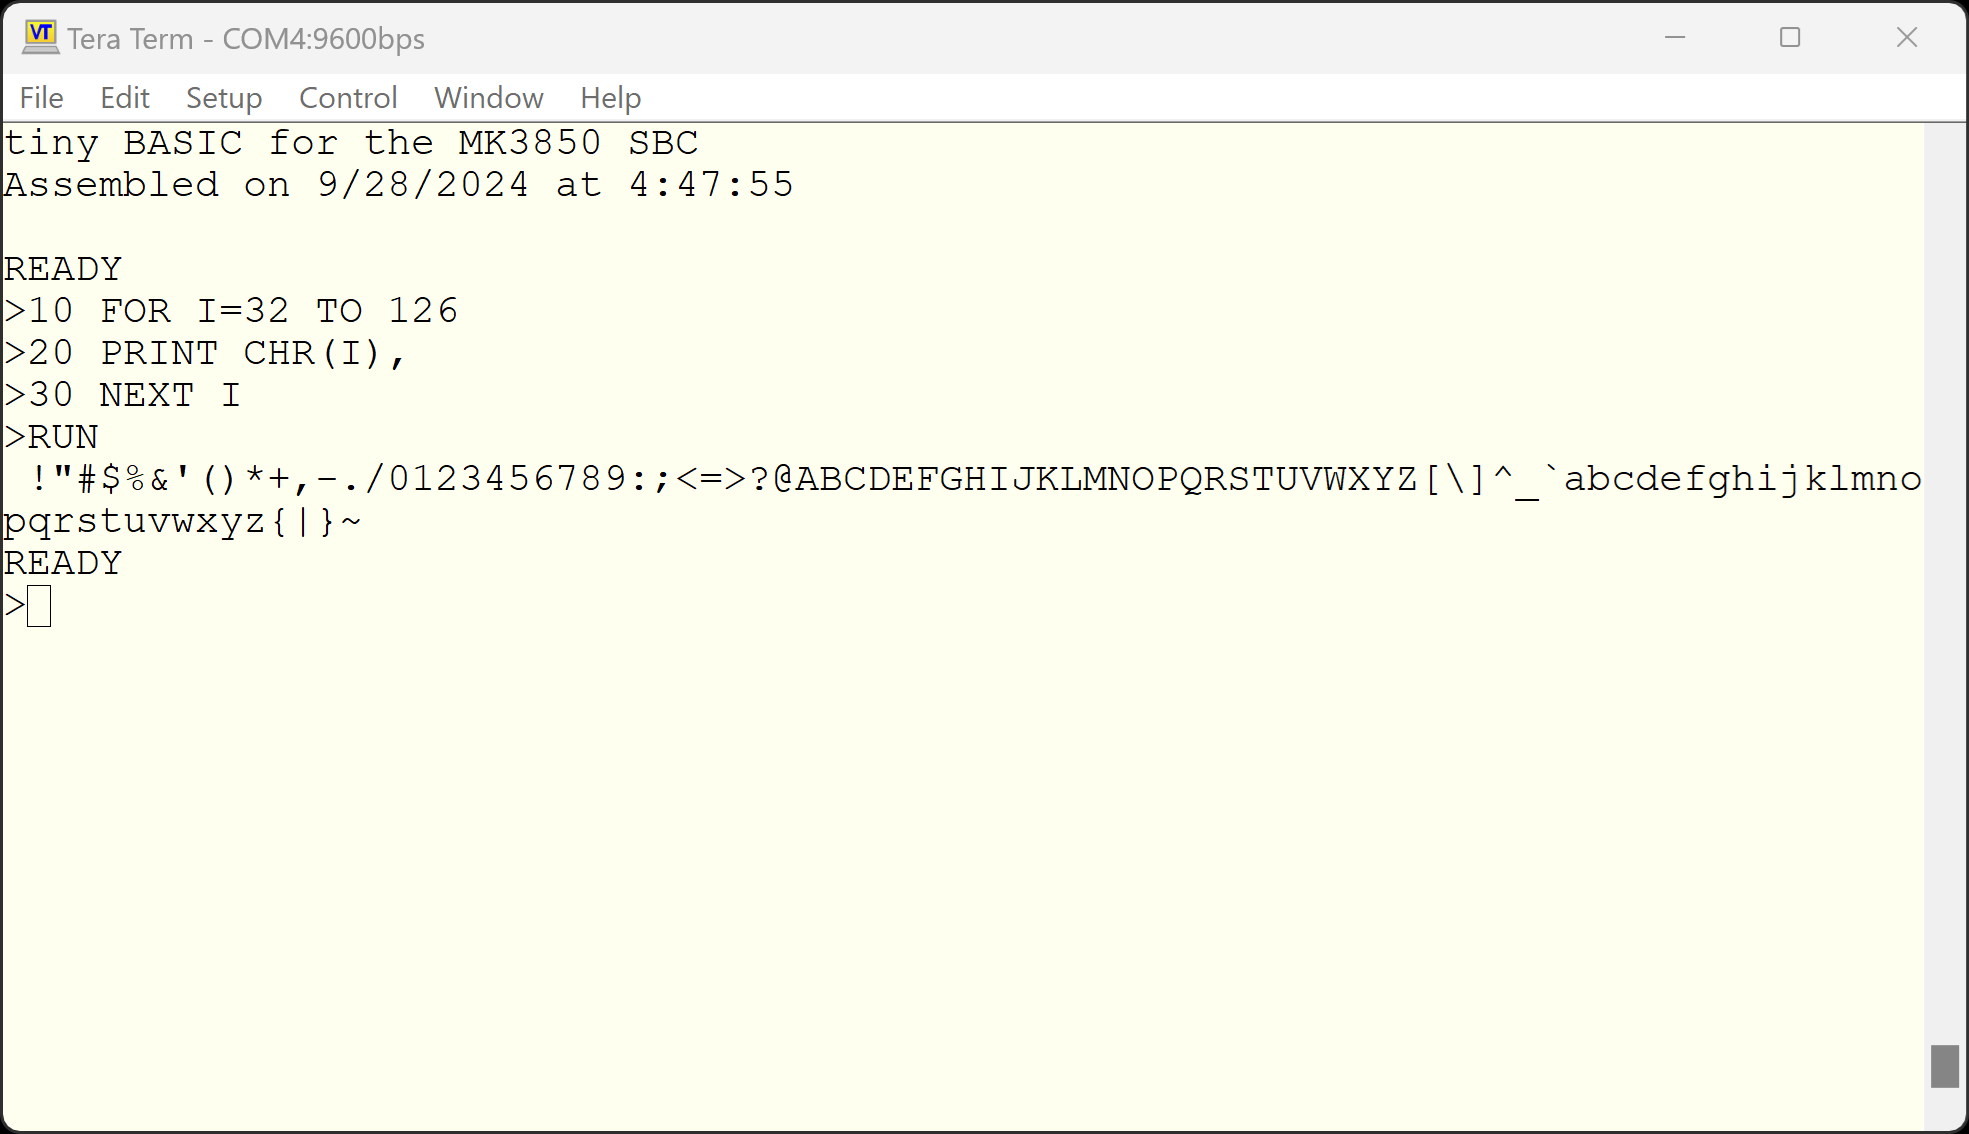 VT Tera Term - COM4:9600bps
File Edit Setup Control Window Help
tiny BASIC for the MK3850 SBC
Assembled on 9/28/2024 at 4:47:55
READY
>10 FOR I=32 TO 126
>20 PRINT CHR(I),
>30 NEXT I
>RUN
 !"#$%&'()*+,-./0123456789:;<=>?@ABCDEFGHIJKLMNOPQRSTUVWXYZ[\]^_`abcdefghijklmno
pqrstuvwxyz{|}~
READY
>